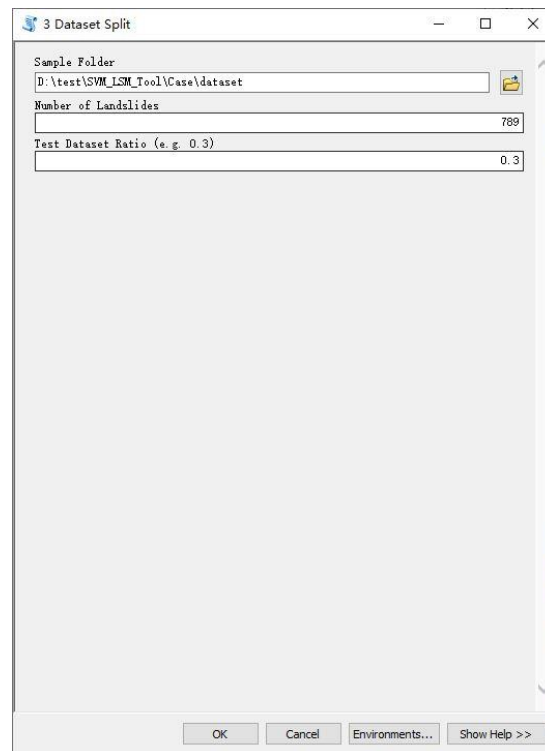 3 Dataset Split
Sample Folder
D:\test\SVM_LSM_Tool\Case\dataset
Number of Landslides
789
Test Dataset Ratio (e.g. 0.3)
0.3
OK
Cancel
Environments...
Show Help >>